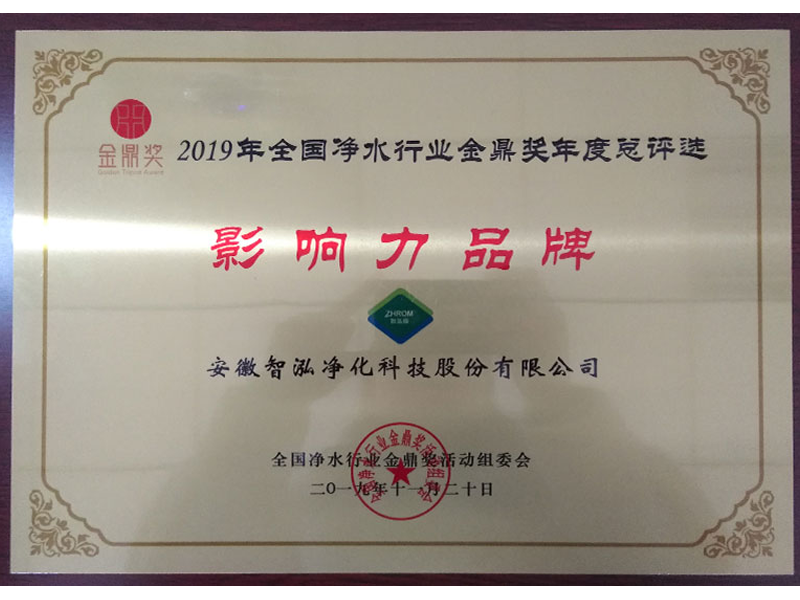 金鼎奖
Golden Tripod Award
2019年全国净水行业金鼎奖年度总评选
影响力品牌
ZHROM
安徽智泓净化科技股份有限公司
全国净水行业金鼎奖活动组委会
二〇一九年十一月二十日